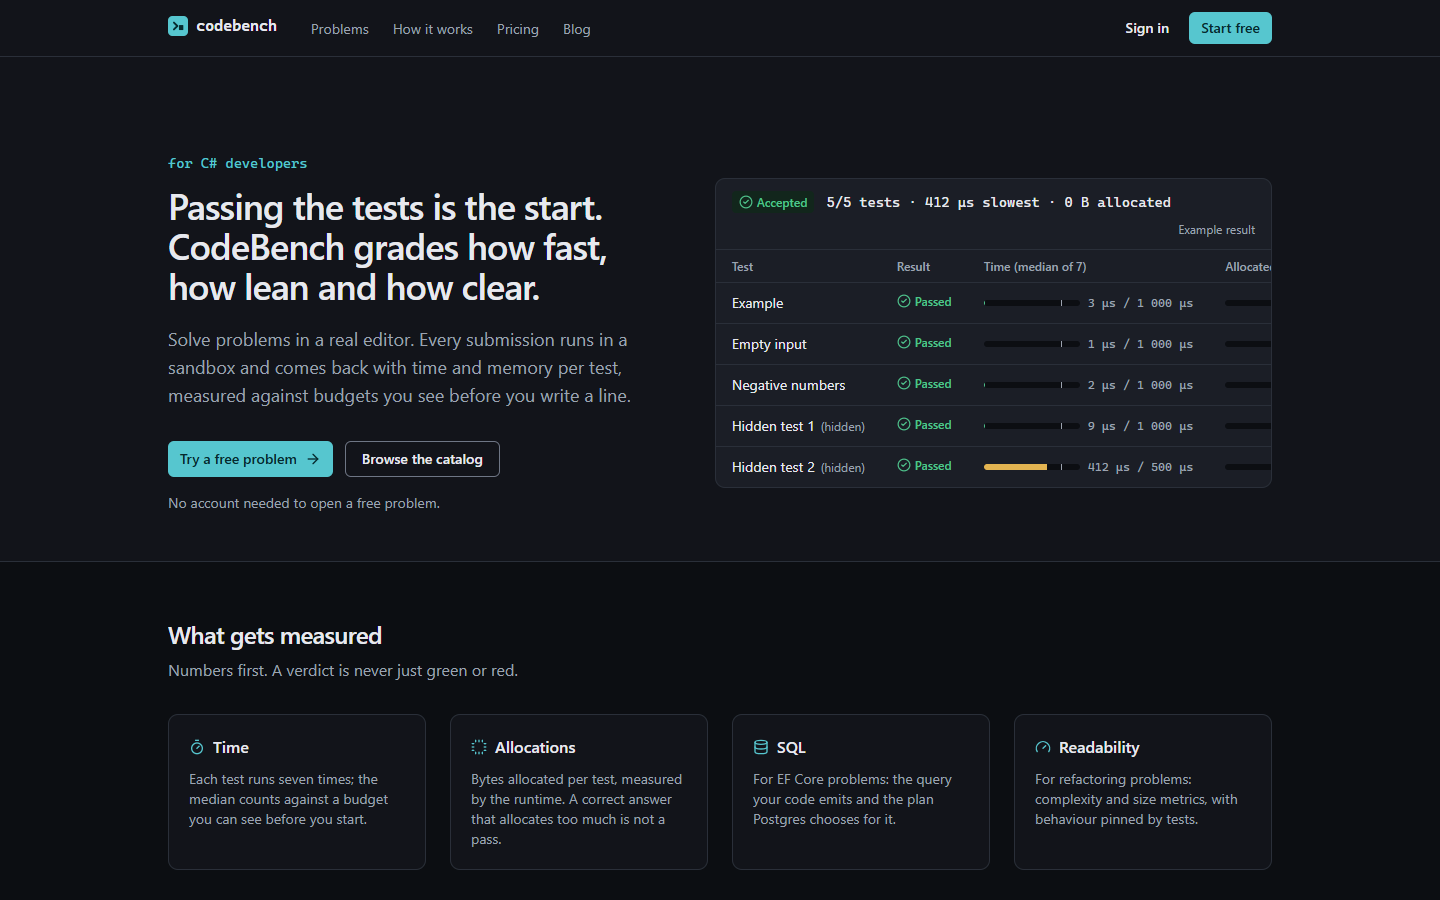 codebench
Problems
How it works
Pricing
Blog
Sign in
Start free
for C# developers
Passing the tests is the start.
CodeBench grades how fast,
how lean and how clear.
Solve problems in a real editor. Every submission runs in a
sandbox and comes back with time and memory per test,
measured against budgets you see before you write a line.
Try a free problem
Browse the catalog
No account needed to open a free problem.
Accepted 5/5 tests · 412 µs slowest · 0 B allocated
Example result
Test Result Time (median of 7) Allocate
Example Passed 3 µs / 1 000 µs
Empty input Passed 1 µs / 1 000 µs
Negative numbers Passed 2 µs / 1 000 µs
Hidden test 1 (hidden) Passed 9 µs / 1 000 µs
Hidden test 2 (hidden) Passed 412 µs / 500 µs
What gets measured
Numbers first. A verdict is never just green or red.
Time
Each test runs seven times; the
median counts against a budget
you can see before you start.
Allocations
Bytes allocated per test, measured
by the runtime. A correct answer
that allocates too much is not a
pass.
SQL
For EF Core problems: the query
your code emits and the plan
Postgres chooses for it.
Readability
For refactoring problems:
complexity and size metrics, with
behaviour pinned by tests.